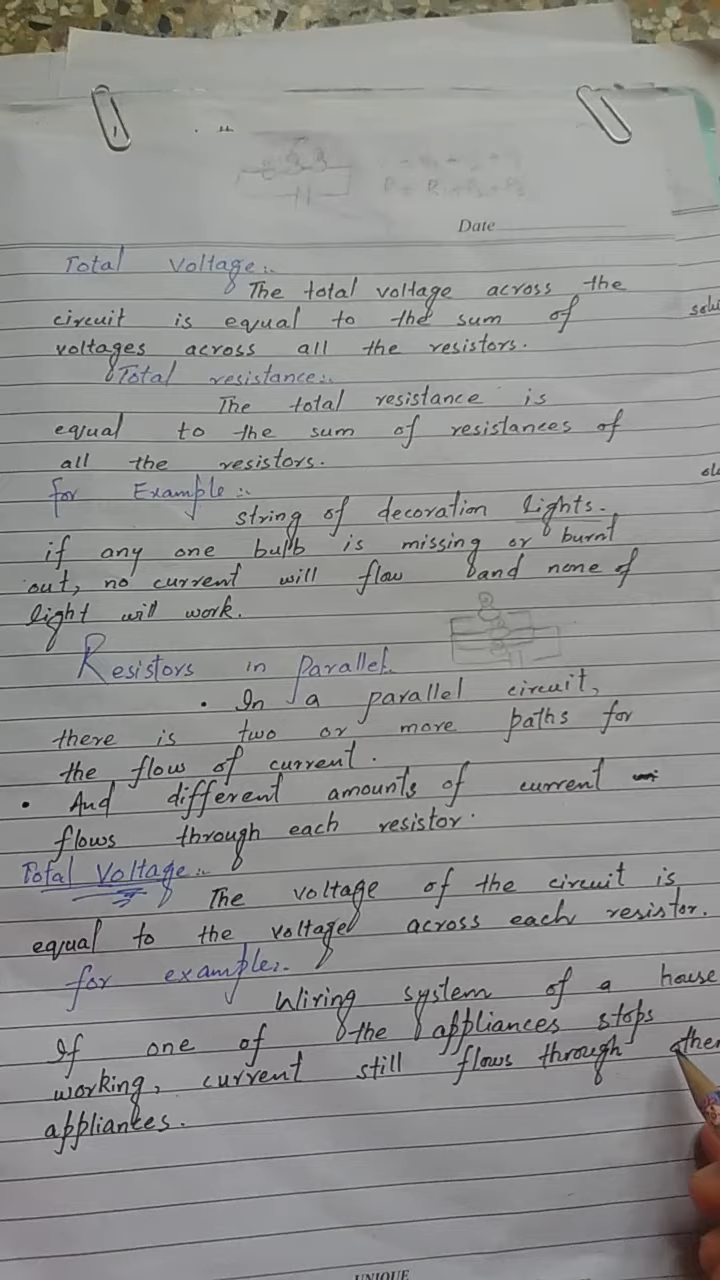 Date
Total Voltage:.
The total voltage across the
circuit is equal to the sum of
voltages across all the resistors.
Total resistance:.
The total resistance is
equal to the sum of resistances of
all the resistors.
for Example:.
string of decoration lights.
if any one bulb is missing or burnt
out, no current will flow and none of
light will work.
Resistors in parallel.
• In a parallel circuit,
there is two or more paths for
the flow of current.
• And different amounts of current
flows through each resistor.
Total Voltage:.
The voltage of the circuit is
equal to the voltage across each resistor.
for example:.
Wiring system of a house
If one of the appliances stops
working, current still flows through other
appliances.
UNIQUE